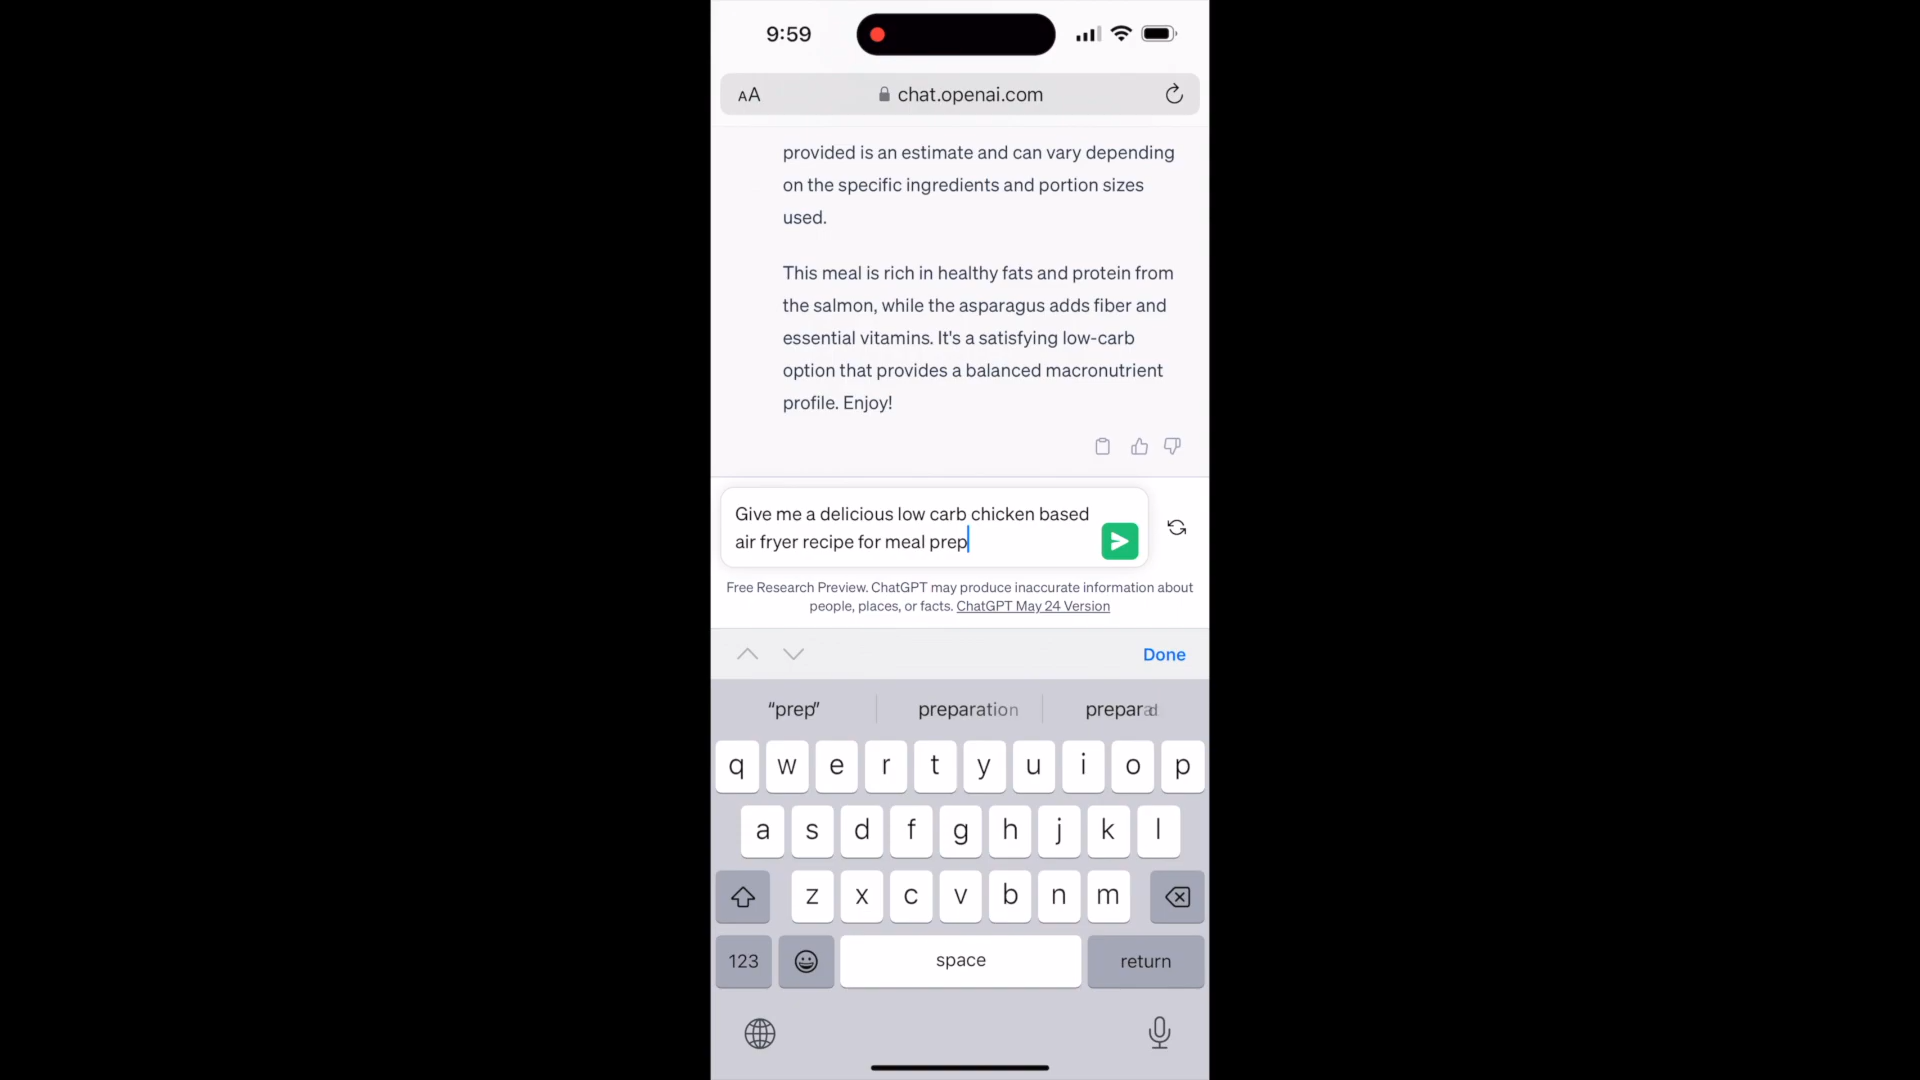 9:59
AA chat.openai.com
provided is an estimate and can vary depending
on the specific ingredients and portion sizes
used.
This meal is rich in healthy fats and protein from
the salmon, while the asparagus adds fiber and
essential vitamins. It's a satisfying low-carb
option that provides a balanced macronutrient
profile. Enjoy!
Give me a delicious low carb chicken based
air fryer recipe for meal prep
Free Research Preview. ChatGPT may produce inaccurate information about
people, places, or facts. ChatGPT May 24 Version
Done
“prep” preparation
q w e r t y u i o p
a s d f g h j k l
z x c v b n m
123 space return